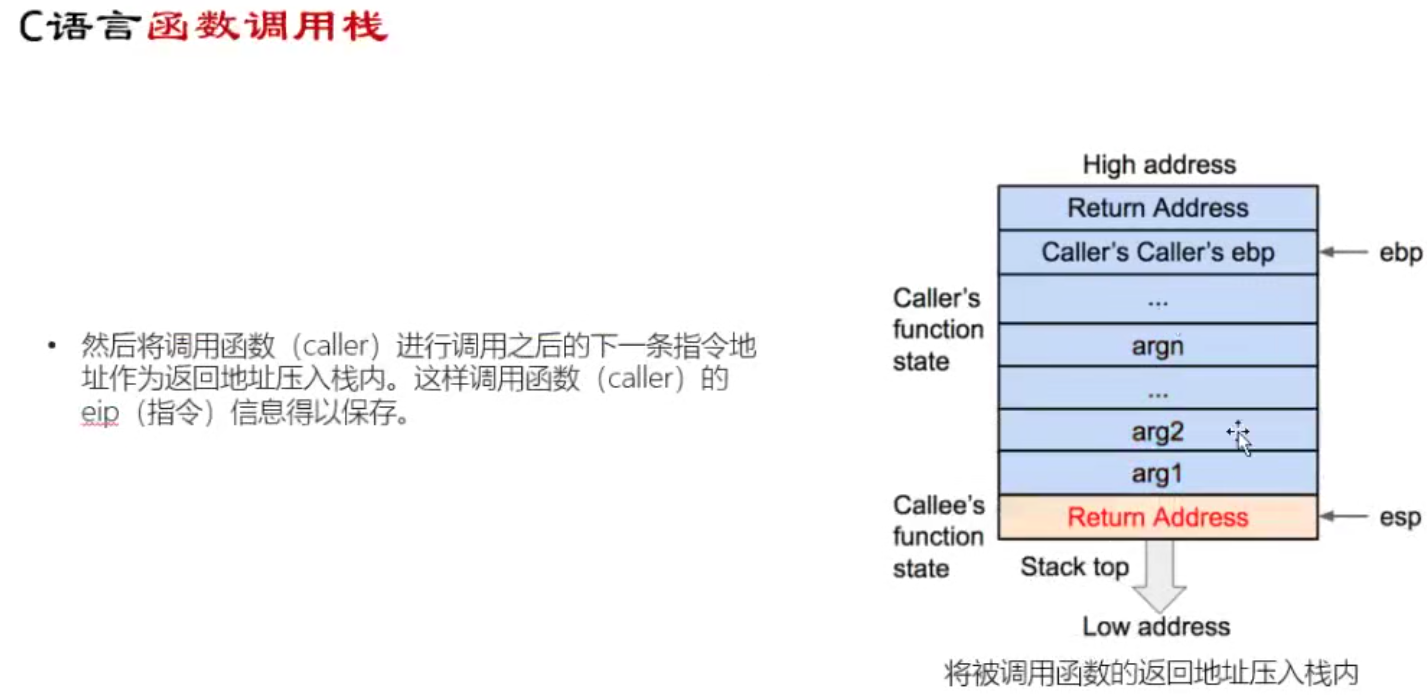 C语言函数调用栈
• 然后将调用函数（caller）进行调用之后的下一条指令地
址作为返回地址压入栈内。这样调用函数（caller）的
eip（指令）信息得以保存。
High address
Return Address
Caller's Caller's ebp
ebp
Caller's
function
state
...
argn
...
arg2
arg1
Callee's
function
state
Return Address
esp
Stack top
Low address
将被调用函数的返回地址压入栈内